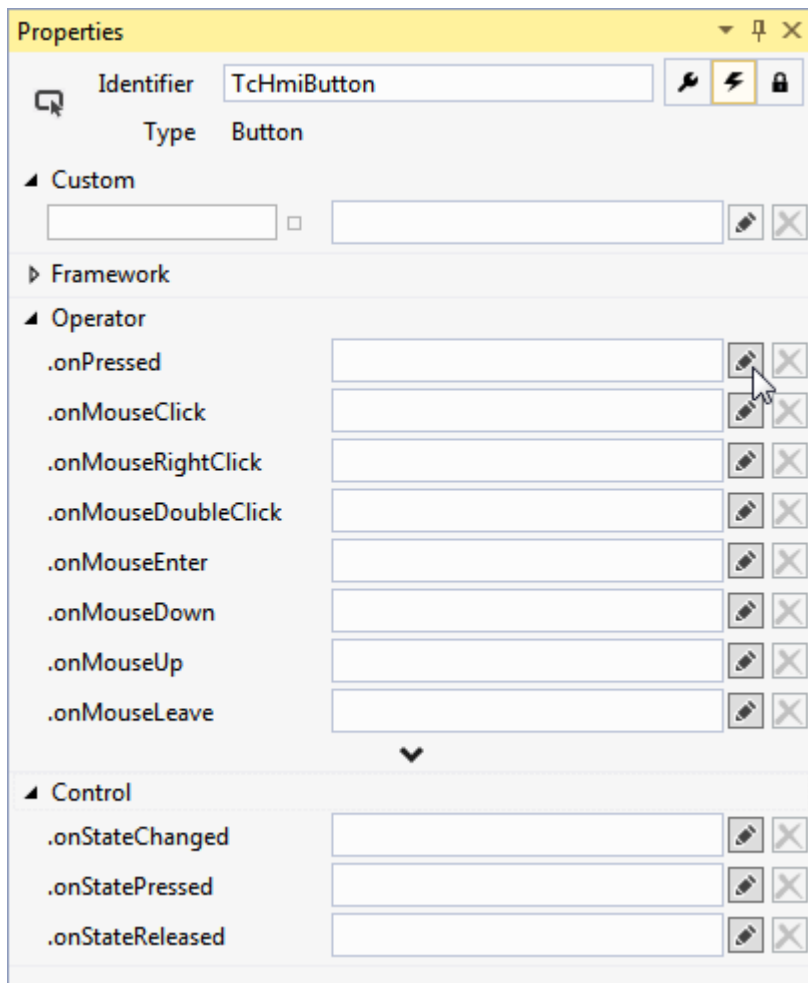 Properties
Identifier TcHmiButton
Type Button
Custom
Framework
Operator
.onPressed
.onMouseClick
.onMouseRightClick
.onMouseDoubleClick
.onMouseEnter
.onMouseDown
.onMouseUp
.onMouseLeave
Control
.onStateChanged
.onStatePressed
.onStateReleased